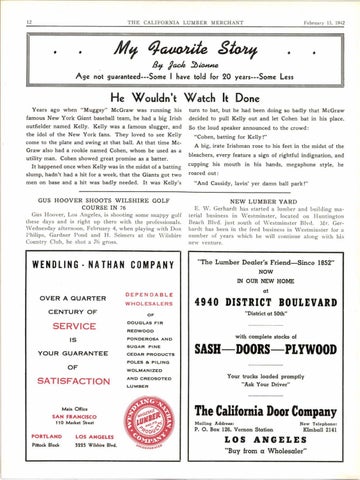 12
THE CALIFORNIA LUMBER MERCHANT
February 15, 1942
. . My Favorite Story . .
By Jack Dionne
Age not guaranteed---Some I have told for 20 years---Some Less
He Wouldn't Watch It Done
Years ago when "Muggsy" McGraw was running his
famous New York Giant baseball team, he had a big Irish
outfielder named Kelly. Kelly was a famous slugger, and
the idol of the New York fans. They loved to see Kelly
come to the plate and swing at that ball. At that time Mc-
Graw also had a rookie named Cohen, whom he used as a
utility man. Cohen showed great promise as a batter.
It happened once when Kelly was in the midst of a batting
slump, hadn't had a hit for a week, that the Giants got two
men on base and a hit was badly needed. It was Kelly's
turn to bat, but he had been doing so badly that McGraw
decided to pull Kelly out and let Cohen bat in his place.
So the loud speaker announced to the crowd:
"Cohen, batting for Kelly!"
A big, irate Irishman rose to his feet in the midst of the
bleachers, every feature a sign of rightful indignation, and
cupping his mouth in his hands, megaphone style, he
roared out:
"And Cassidy, lavin' yer damn ball park!"
GUS HOOVER SHOOTS WILSHIRE GOLF
COURSE IN 76
Gus Hoover, Los Angeles, is shooting some snappy golf
these days and is right up there with the professionals.
Wednesday afternoon, February 4, when playing with Don
Philips, Gardner Pond and H. Seiners at the Wilshire
Country Club, he shot a 76 gross.
NEW LUMBER YARD
E. W. Gerhardt has started a lumber and building ma-
terial business in Westminster, located on Huntington
Beach Blvd. just south of Westminster Blvd. Mr. Ger-
hardt has been in the feed business in Westminster for a
number of years which he will continue along with his
new venture.
WENDLING - NATHAN COMPANY
OVER A QUARTER
CENTURY OF
SERVICE
IS
YOUR GUARANTEE
OF
SATISFACTION
DEPENDABLE
WHOLESALERS
OF
DOUGLAS FIR
REDWOOD
PONDEROSA AND
SUGAR PINE
CEDAR PRODUCTS
POLES & PILING
WOLMANIZED
AND CREOSOTED
LUMBER
Main Office
SAN FRANCISCO
110 Market Street
PORTLAND
Pittock Block
LOS ANGELES
5225 Wilshire Blvd.
WENDLING-NATHAN
LUMBER
COMPANY
"The Lumber Dealer's Friend—Since 1852"
NOW
IN OUR NEW HOME
at
4940 DISTRICT BOULEVARD
"District at 50th"
with complete stocks of
SASH—DOORS—PLYWOOD
Your trucks loaded promptly
"Ask Your Driver"
The California Door Company
Mailing Address:
P. O. Box 126, Vernon Station
New Telephone:
Kimball 2141
LOS ANGELES
"Buy from a Wholesaler"